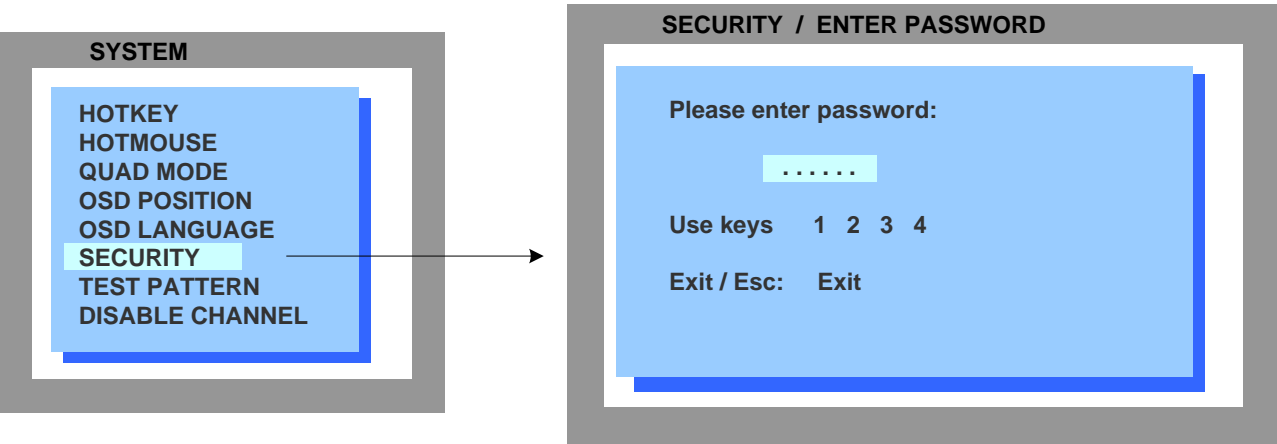 SYSTEM
HOTKEY
HOTMOUSE
QUAD MODE
OSD POSITION
OSD LANGUAGE
SECURITY
TEST PATTERN
DISABLE CHANNEL
SECURITY / ENTER PASSWORD
Please enter password:
. . . . . .
Use keys 1 2 3 4
Exit / Esc: Exit